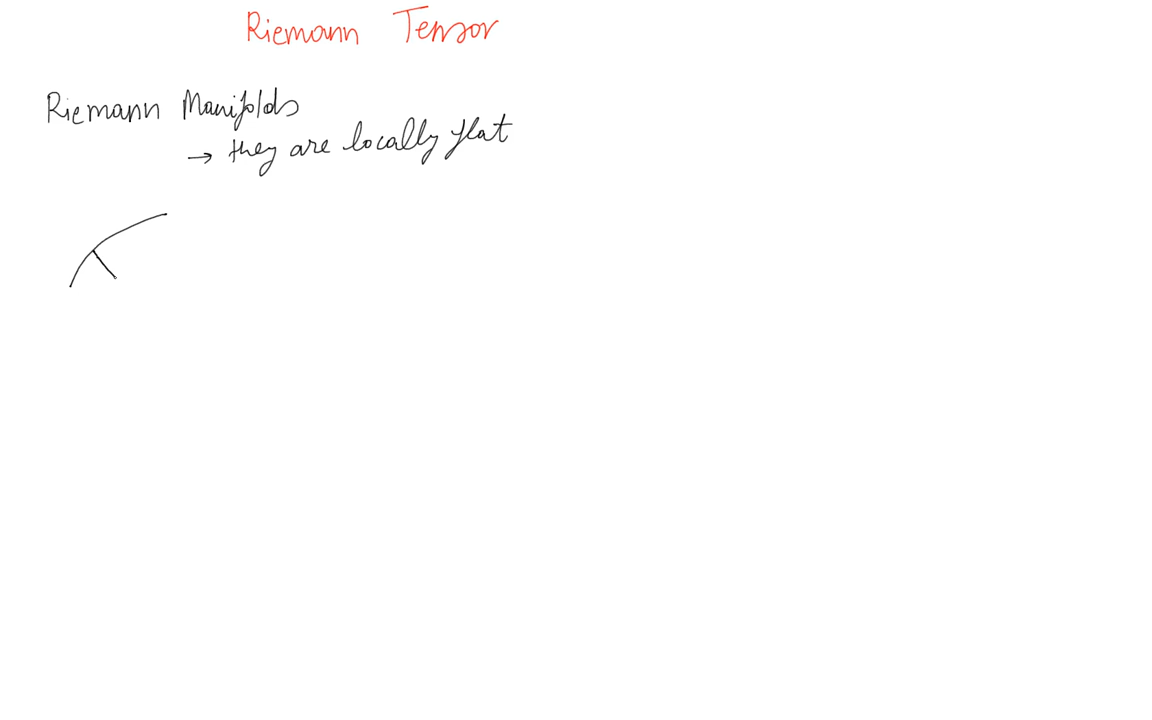 Riemann Tensor
Riemann Manifolds
→ they are locally flat